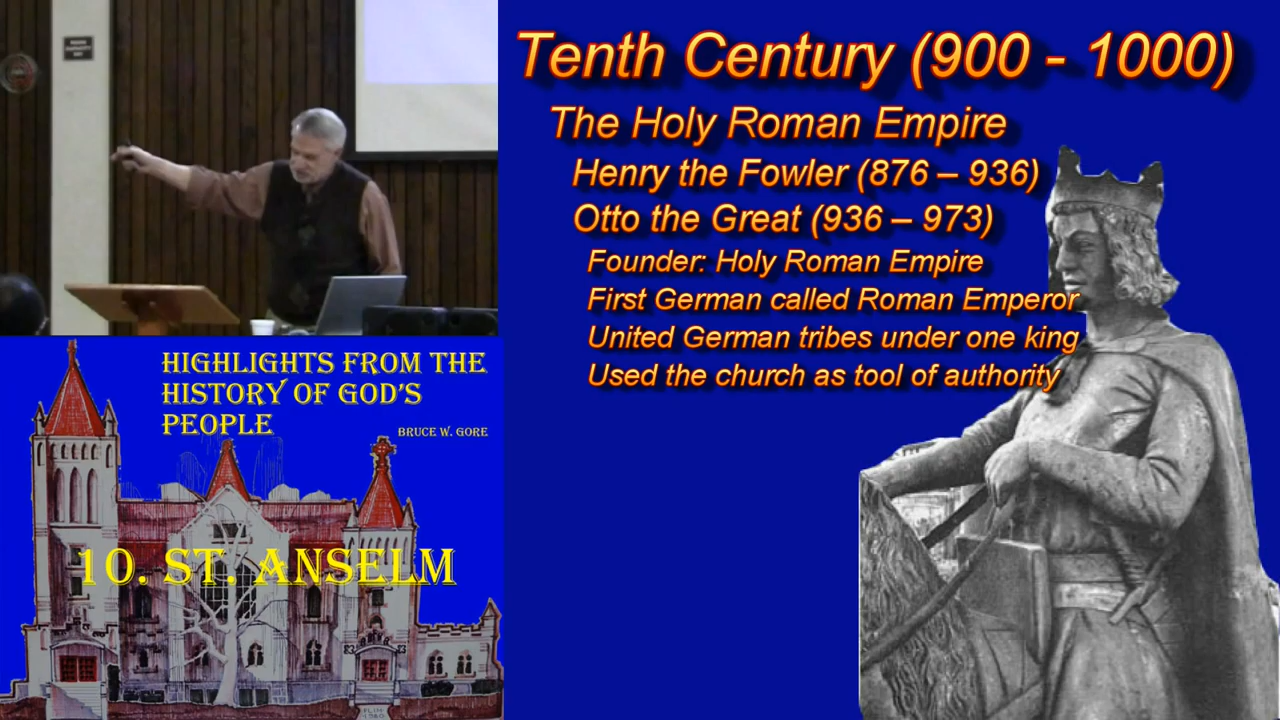 Tenth Century (900 - 1000)
The Holy Roman Empire
Henry the Fowler (876 – 936)
Otto the Great (936 – 973)
Founder: Holy Roman Empire
First German called Roman Emperor
United German tribes under one king
Used the church as tool of authority
HIGHLIGHTS FROM THE
HISTORY OF GOD'S
PEOPLE
BRUCE W. GORE
10. ST. ANSELM